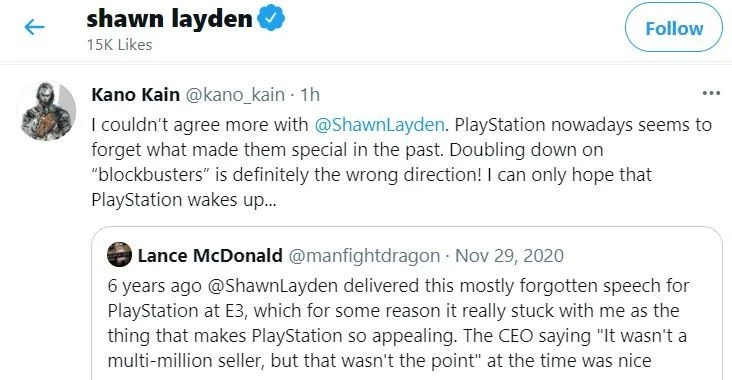 shawn layden
15K Likes
Follow
Kano Kain @kano_kain · 1h
I couldn't agree more with @ShawnLayden. PlayStation nowadays seems to
forget what made them special in the past. Doubling down on
“blockbusters” is definitely the wrong direction! I can only hope that
PlayStation wakes up...
Lance McDonald @manfightdragon · Nov 29, 2020
6 years ago @ShawnLayden delivered this mostly forgotten speech for
PlayStation at E3, which for some reason it really stuck with me as the
thing that makes PlayStation so appealing. The CEO saying "It wasn't a
multi-million seller, but that wasn't the point" at the time was nice